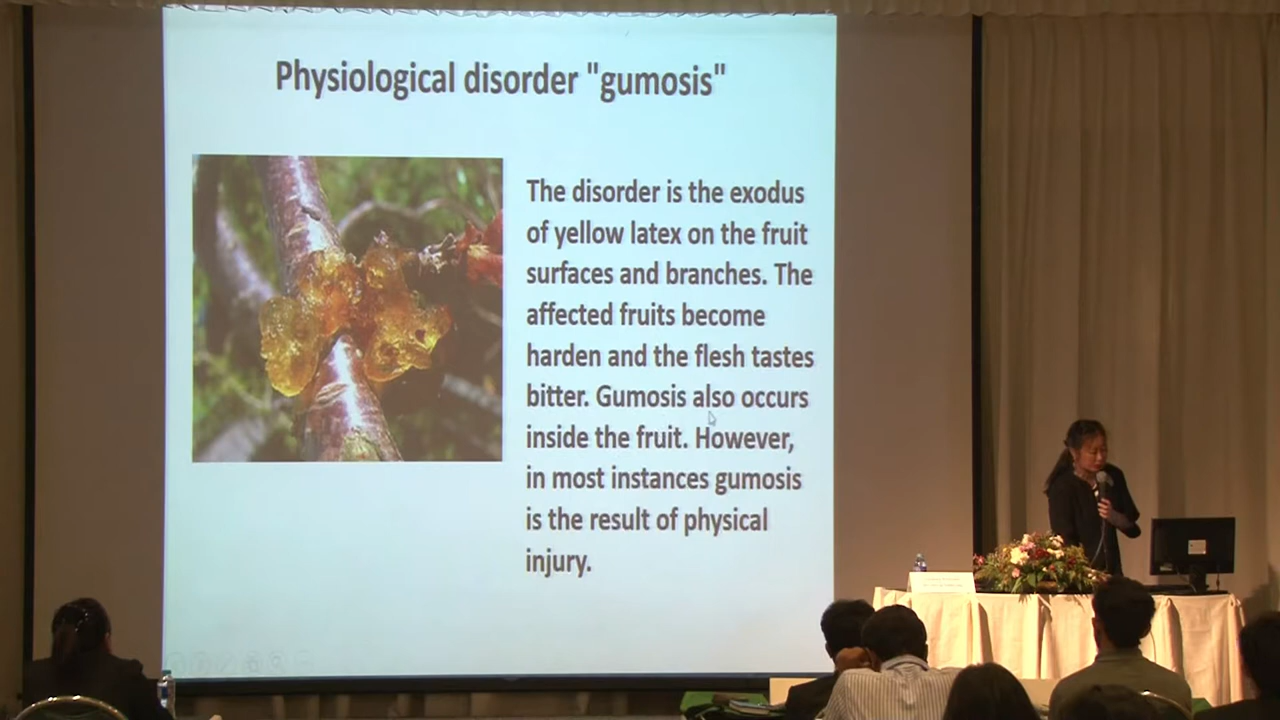 Physiological disorder "gumosis"
The disorder is the exodus
of yellow latex on the fruit
surfaces and branches. The
affected fruits become
harden and the flesh tastes
bitter. Gumosis also occurs
inside the fruit. However,
in most instances gumosis
is the result of physical
injury.